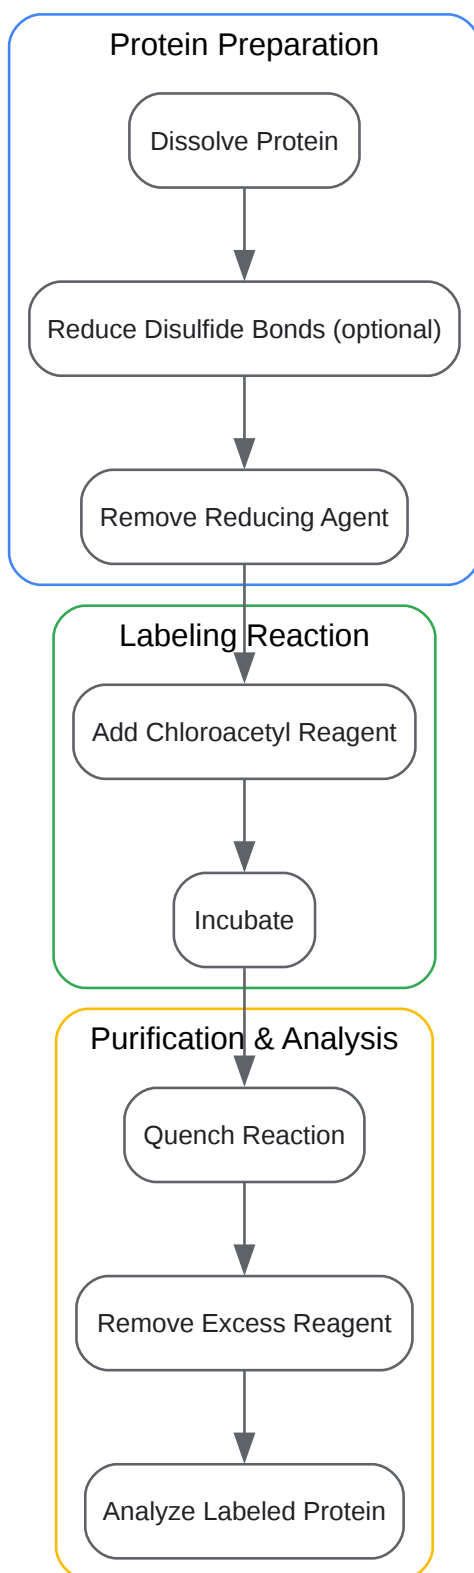 Protein Preparation
Dissolve Protein
Reduce Disulfide Bonds (optional)
Remove Reducing Agent
Labeling Reaction
Add Chloroacetyl Reagent
Incubate
Purification & Analysis
Quench Reaction
Remove Excess Reagent
Analyze Labeled Protein